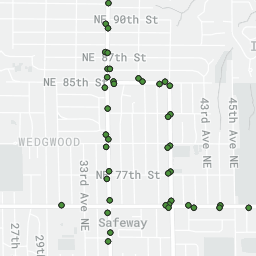 NE 90th St
NE 87th St
NE 85th St
WEDGWOOD
43rd Ave NE
45th Ave NE
33rd Ave NE
NE 77th St
Safeway
27th
29th